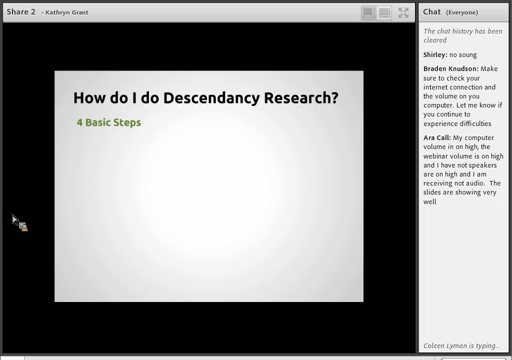 Share 2 - Kathryn Grant
How do I do Descendancy Research?
4 Basic Steps
Chat (Everyone)
The chat history has been
cleared
Shirley: no soung
Braden Knudson: Make
sure to check your
internet connection and
the volume on you
computer. Let me know if
you continue to
experience difficulties
Ara Call: My computer
volume in on high, the
webinar volume is on high
and I have not speakers
are on high and I am
receiving not audio. The
slides are showing very
well
Coleen Lyman is typing...